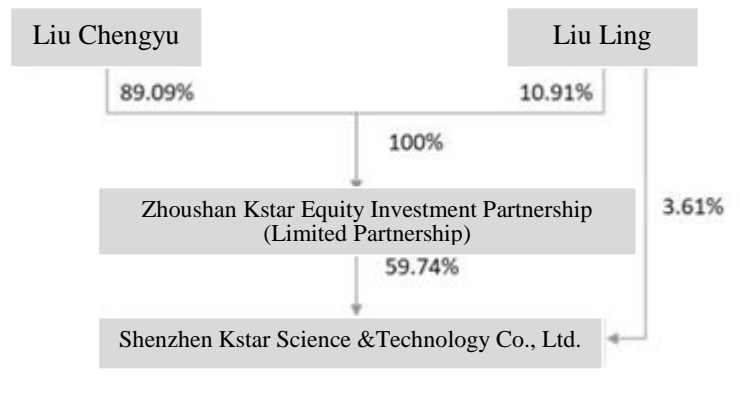 Liu Chengyu
Liu Ling
89.09%
10.91%
100%
Zhoushan Kstar Equity Investment Partnership
(Limited Partnership)
3.61%
59.74%
Shenzhen Kstar Science &Technology Co., Ltd.